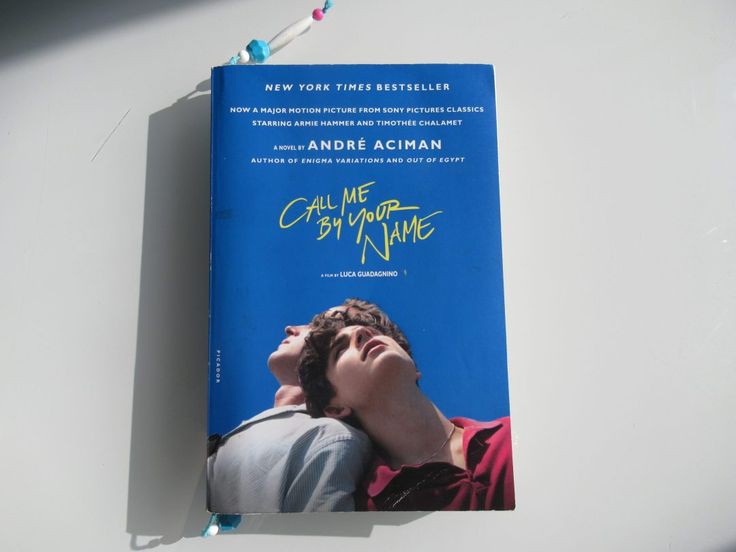 NEW YORK TIMES BESTSELLER
NOW A MAJOR MOTION PICTURE FROM SONY PICTURES CLASSICS
STARRING ARMIE HAMMER AND TIMOTHÉE CHALAMET
A NOVEL BY ANDRÉ ACIMAN
AUTHOR OF ENIGMA VARIATIONS AND OUT OF EGYPT
CALL ME
BY YOUR
NAME
A FILM BY LUCA GUADAGNINO
PICADOR